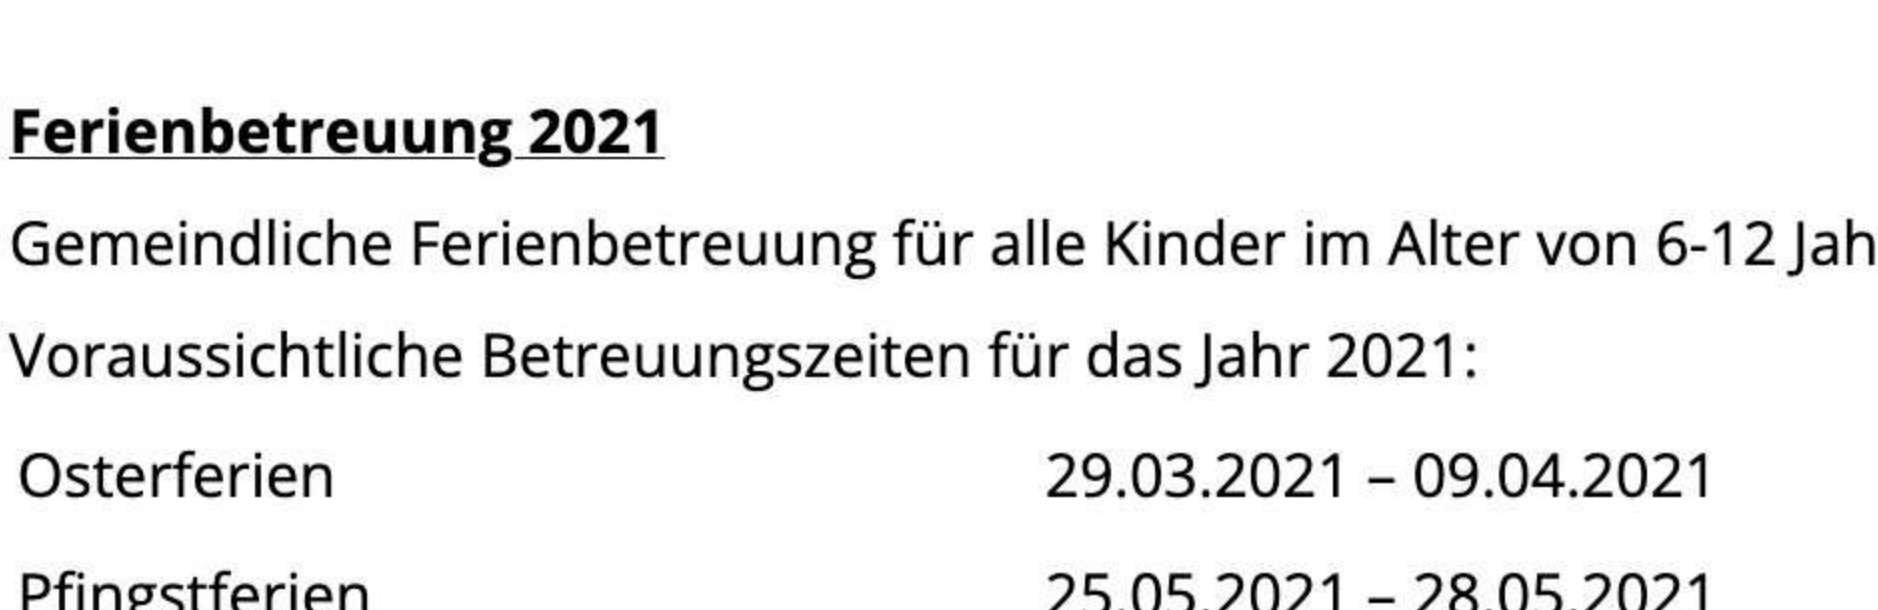 Ferienbetreuung 2021
Gemeindliche Ferienbetreuung für alle Kinder im Alter von 6-12 Jah
Voraussichtliche Betreuungszeiten für das Jahr 2021:
Osterferien 29.03.2021 – 09.04.2021
Pfingstferien 25.05.2021 – 28.05.2021